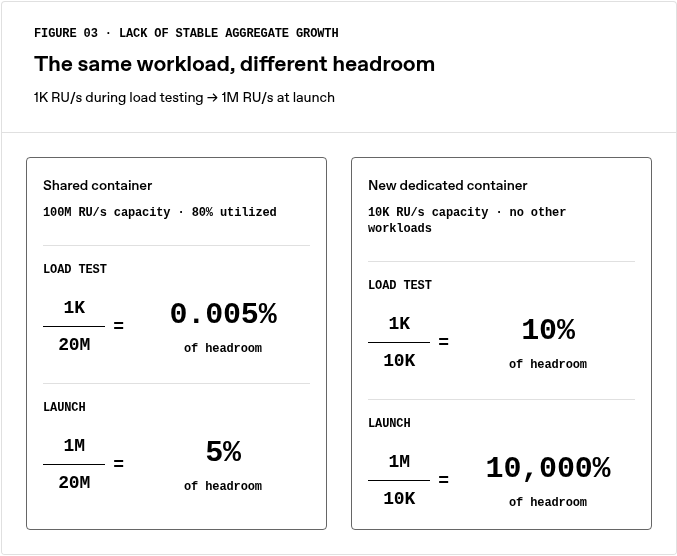 FIGURE 03 · LACK OF STABLE AGGREGATE GROWTH
The same workload, different headroom
1K RU/s during load testing → 1M RU/s at launch
Shared container
100M RU/s capacity · 80% utilized
LOAD TEST
1K
20M
=
0.005%
of headroom
LAUNCH
1M
20M
=
5%
of headroom
New dedicated container
10K RU/s capacity · no other
workloads
LOAD TEST
1K
10K
=
10%
of headroom
LAUNCH
1M
10K
=
10,000%
of headroom